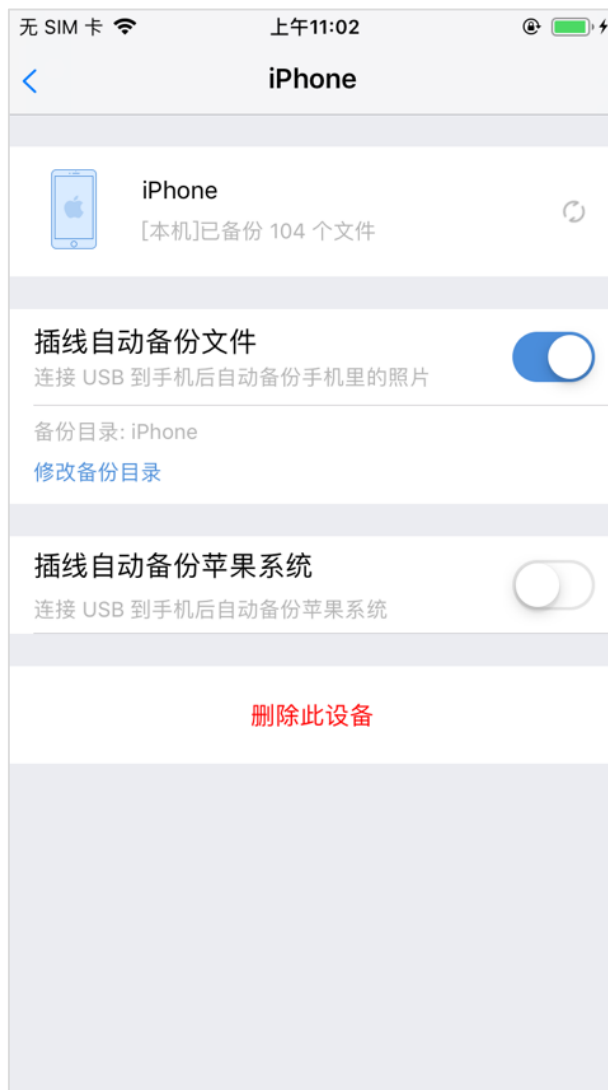 无 SIM 卡 上午11:02
iPhone
iPhone
[本机]已备份 104 个文件
插线自动备份文件
连接 USB 到手机后自动备份手机里的照片
备份目录: iPhone
修改备份目录
插线自动备份苹果系统
连接 USB 到手机后自动备份苹果系统
删除此设备